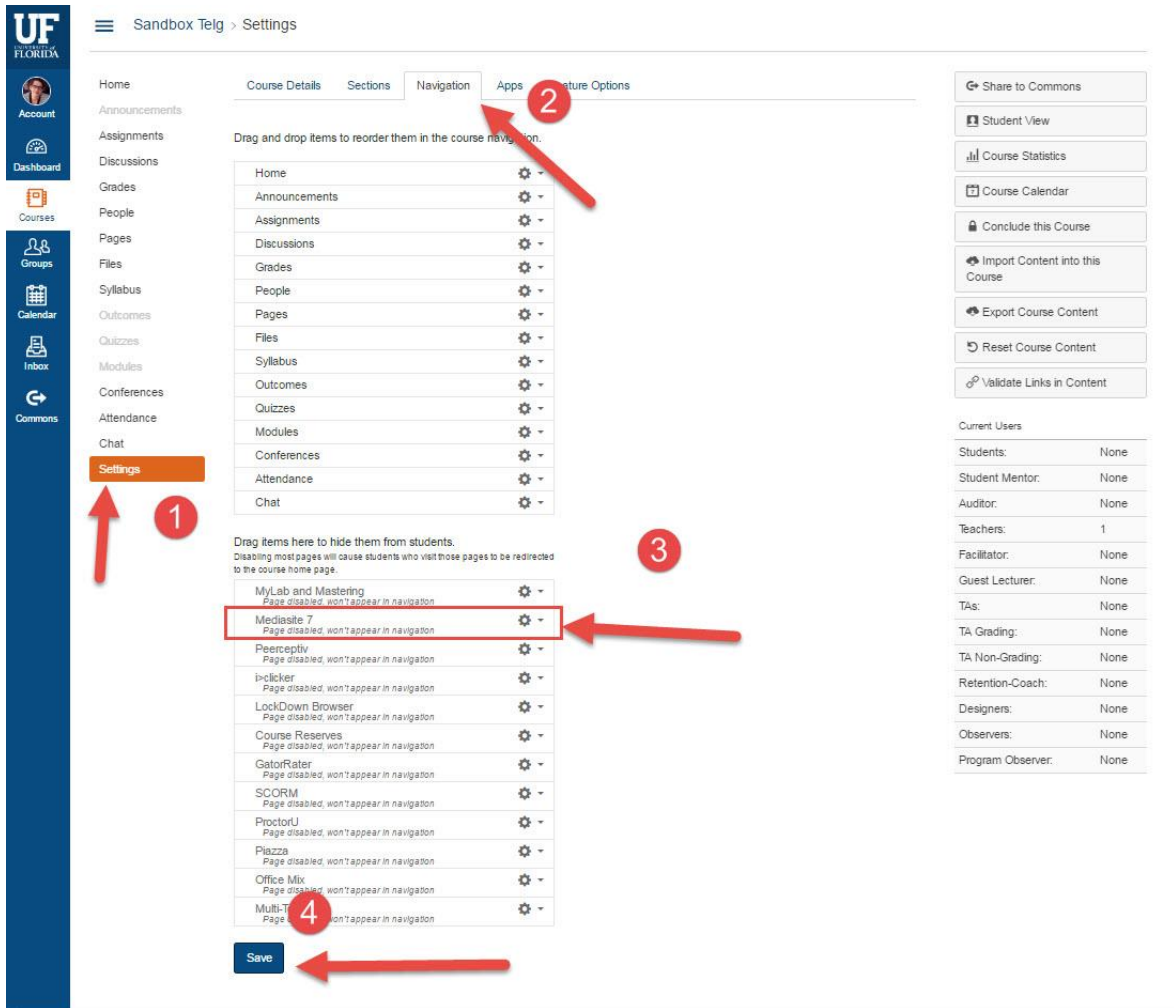 UF
UNIVERSITY of
FLORIDA
Sandbox Telg > Settings
Account
Dashboard
Courses
Groups
Calendar
Inbox
Commons
Home
Announcements
Assignments
Discussions
Grades
People
Pages
Files
Syllabus
Outcomes
Quizzes
Modules
Conferences
Attendance
Chat
Settings
1
Course Details Sections Navigation Apps ature Options
2
Drag and drop items to reorder them in the course navigation.
Home
Announcements
Assignments
Discussions
Grades
People
Pages
Files
Syllabus
Outcomes
Quizzes
Modules
Conferences
Attendance
Chat
Drag items here to hide them from students.
Disabling most pages will cause students who visit those pages to be redirected
to the course home page.
3
MyLab and Mastering
Page disabled, won't appear in navigation
Mediasite 7
Page disabled, won't appear in navigation
Peerceptiv
Page disabled, won't appear in navigation
i>clicker
Page disabled, won't appear in navigation
LockDown Browser
Page disabled, won't appear in navigation
Course Reserves
Page disabled, won't appear in navigation
GatorRater
Page disabled, won't appear in navigation
SCORM
Page disabled, won't appear in navigation
ProctorU
Page disabled, won't appear in navigation
Piazza
Page disabled, won't appear in navigation
Office Mix
Page disabled, won't appear in navigation
Multi-T
Page won't appear in navigation
4
Save
Share to Commons
Student View
Course Statistics
Course Calendar
Conclude this Course
Import Content into this
Course
Export Course Content
Reset Course Content
Validate Links in Content
Current Users
Students: None
Student Mentor: None
Auditor: None
Teachers: 1
Facilitator: None
Guest Lecturer: None
TAs: None
TA Grading: None
TA Non-Grading: None
Retention-Coach: None
Designers: None
Observers: None
Program Observer: None